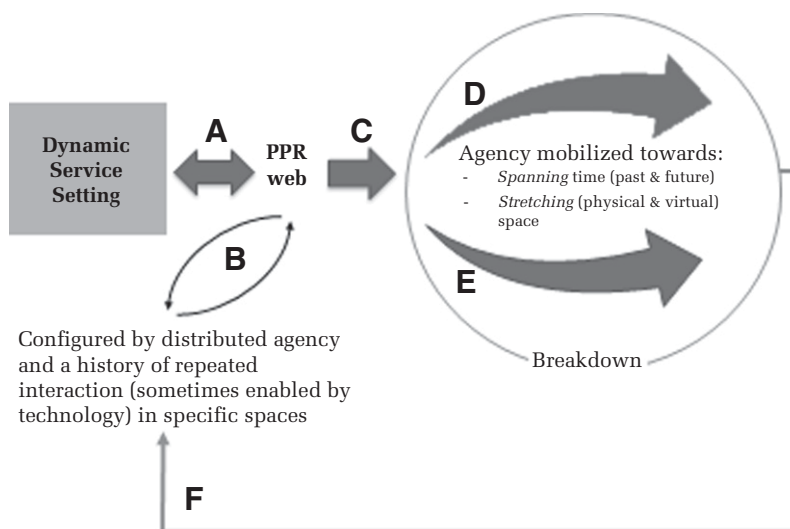 D
A
C
Dynamic
Service
Setting
PPR
web
Agency mobilized towards:
- Spanning time (past & future)
- Stretching (physical & virtual)
space
B
E
Configured by distributed agency
and a history of repeated
interaction (sometimes enabled by
technology) in specific spaces
Breakdown
F